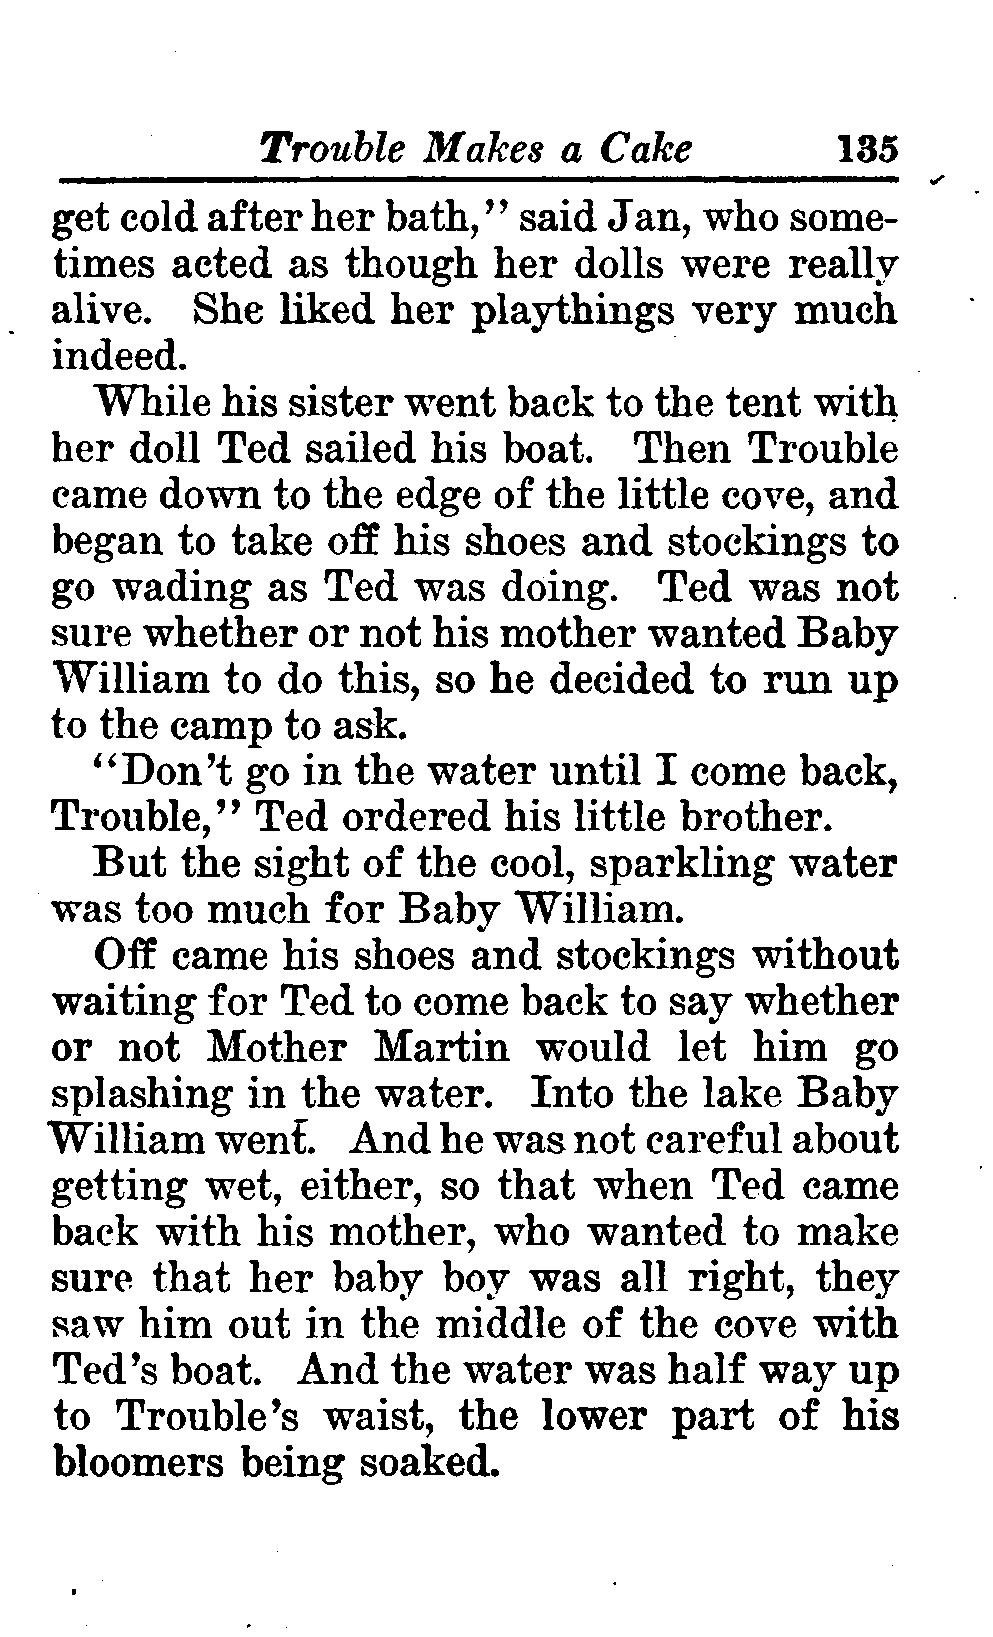 Trouble Makes a Cake 135
get cold after her bath," said Jan, who some-
times acted as though her dolls were really
alive. She liked her playthings very much
indeed.
While his sister went back to the tent with
her doll Ted sailed his boat. Then Trouble
came down to the edge of the little cove, and
began to take off his shoes and stockings to
go wading as Ted was doing. Ted was not
sure whether or not his mother wanted Baby
William to do this, so he decided to run up
to the camp to ask.
"Don't go in the water until I come back,
Trouble," Ted ordered his little brother.
But the sight of the cool, sparkling water
was too much for Baby William.
Off came his shoes and stockings without
waiting for Ted to come back to say whether
or not Mother Martin would let him go
splashing in the water. Into the lake Baby
William went. And he was not careful about
getting wet, either, so that when Ted came
back with his mother, who wanted to make
sure that her baby boy was all right, they
saw him out in the middle of the cove with
Ted's boat. And the water was half way up
to Trouble's waist, the lower part of his
bloomers being soaked.